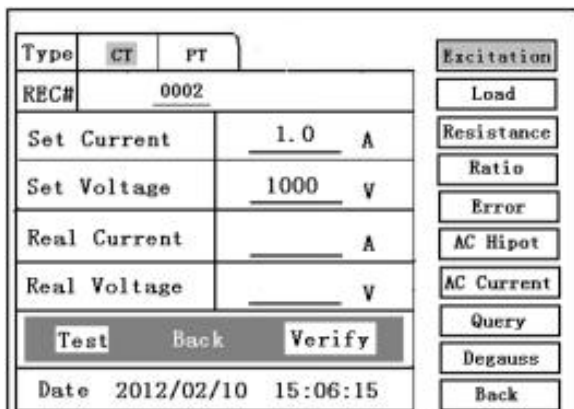 Type CT PT
REC# 0002
Set Current 1.0 A
Set Voltage 1000 V
Real Current A
Real Voltage V
Test Back Verify
Date 2012/02/10 15:06:15
Excitation
Load
Resistance
Ratio
Error
AC Hipot
AC Current
Query
Degauss
Back